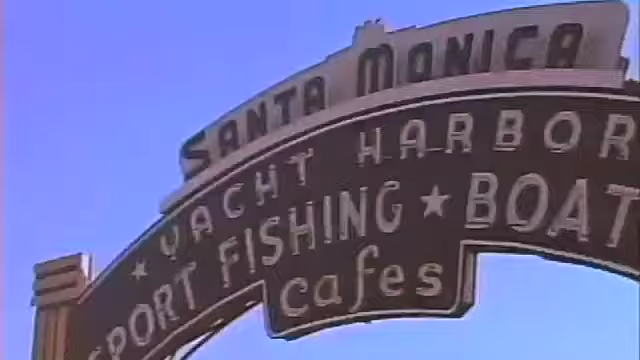 SANTA MONICA
★ YACHT HARBOR
SPORT FISHING ★ BOAT
cafes